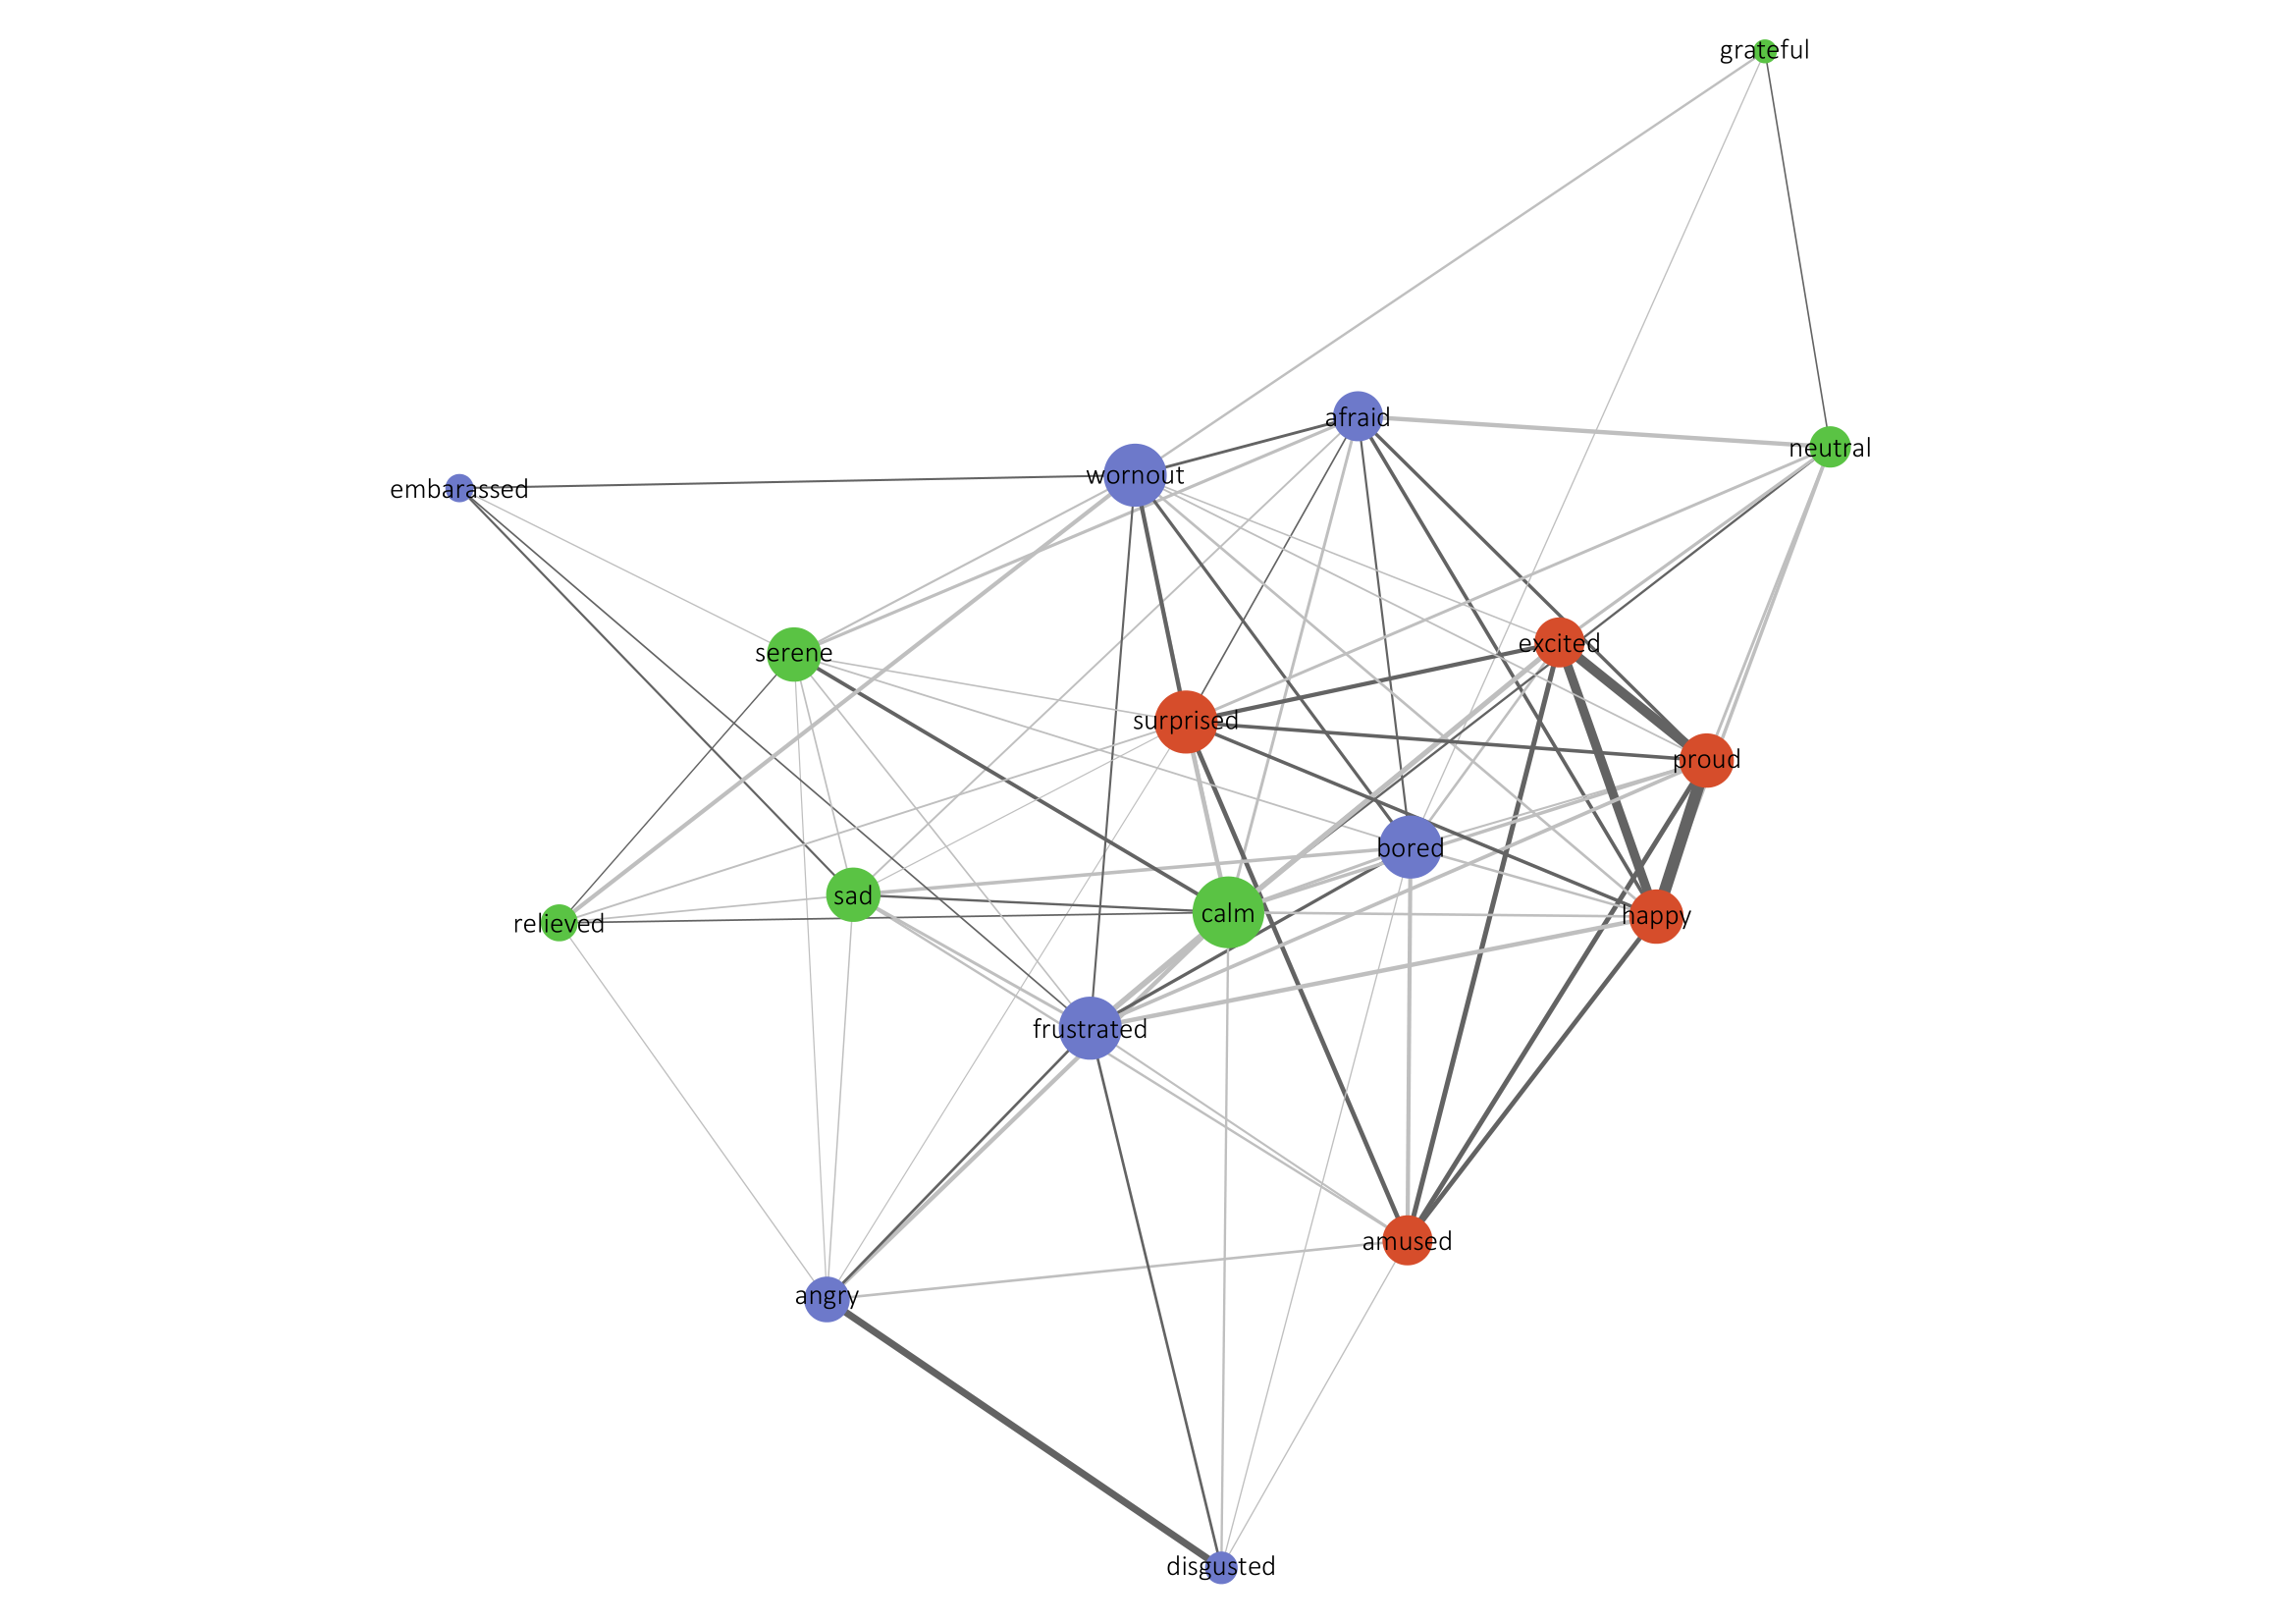 grateful
afraid
neutral
wornout
embarassed
excited
serene
surprised
proud
bored
sad
calm
happy
relieved
frustrated
amused
angry
disgusted